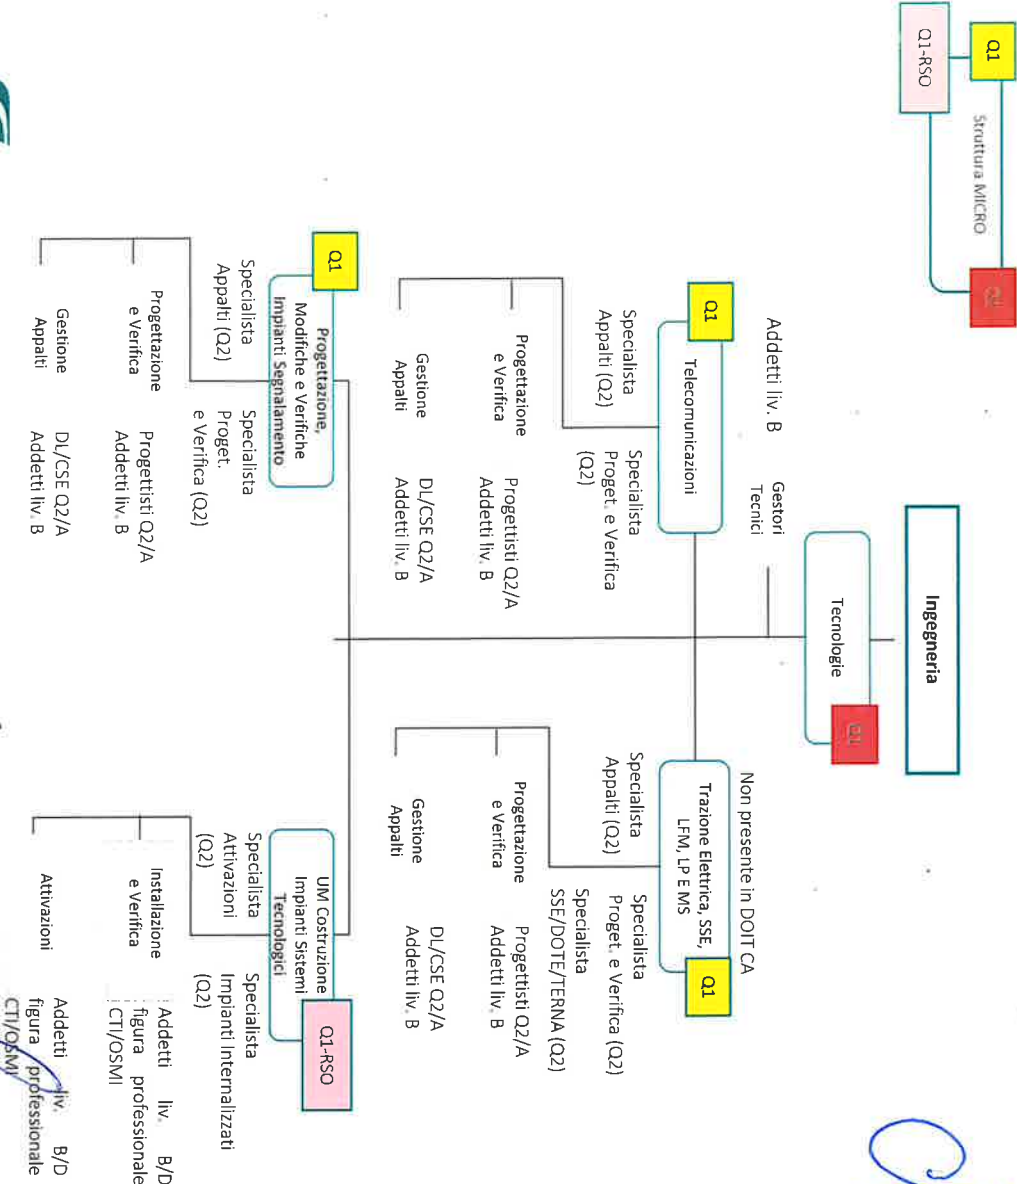 Q1
Struttura MICRO
Q1-RSO
Ingegneria
Tecnologie
Q1
Gestori
Tecnici
Addetti liv. B
Non presente in DOIT CA
Q1
Telecomunicazioni
Specialista
Appalti (Q2)
Specialista
Proget. e Verifica
(Q2)
Progettazione
e Verifica
Progettisti Q2/A
Addetti liv. B
Gestione
Appalti
DL/CSE Q2/A
Addetti liv. B
Trazione Elettrica, SSE,
LFM, LP E MS
Q1
Specialista
Appalti (Q2)
Specialista
Proget. e Verifica (Q2)
Specialista
SSE/DOTE/TERNA (Q2)
Progettazione
e Verifica
Progettisti Q2/A
Addetti liv. B
Gestione
Appalti
DL/CSE Q2/A
Addetti liv. B
Q1
Progettazione,
Modifiche e Verifiche
Impianti Segnalamento
Specialista
Appalti (Q2)
Specialista
Proget.
e Verifica (Q2)
Progettazione
e Verifica
Progettisti Q2/A
Addetti liv. B
Gestione
Appalti
DL/CSE Q2/A
Addetti liv. B
UM Costruzione
Impianti Sistemi
Tecnologici
Q1-RSO
Specialista
Attivazioni
(Q2)
Specialista
Impianti Internalizzati
(Q2)
Installazione
e Verifica
Addetti liv. B/D
figura professionale
CTI/OSMI
Attivazioni
Addetti liv. B/D
figura professionale
CTI/OSMI